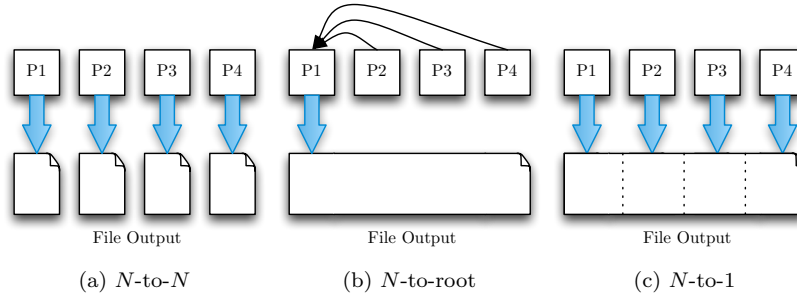 P1 P2 P3 P4 P1 P2 P3 P4 P1 P2 P3 P4
File Output File Output File Output
(a) N-to-N (b) N-to-root (c) N-to-1